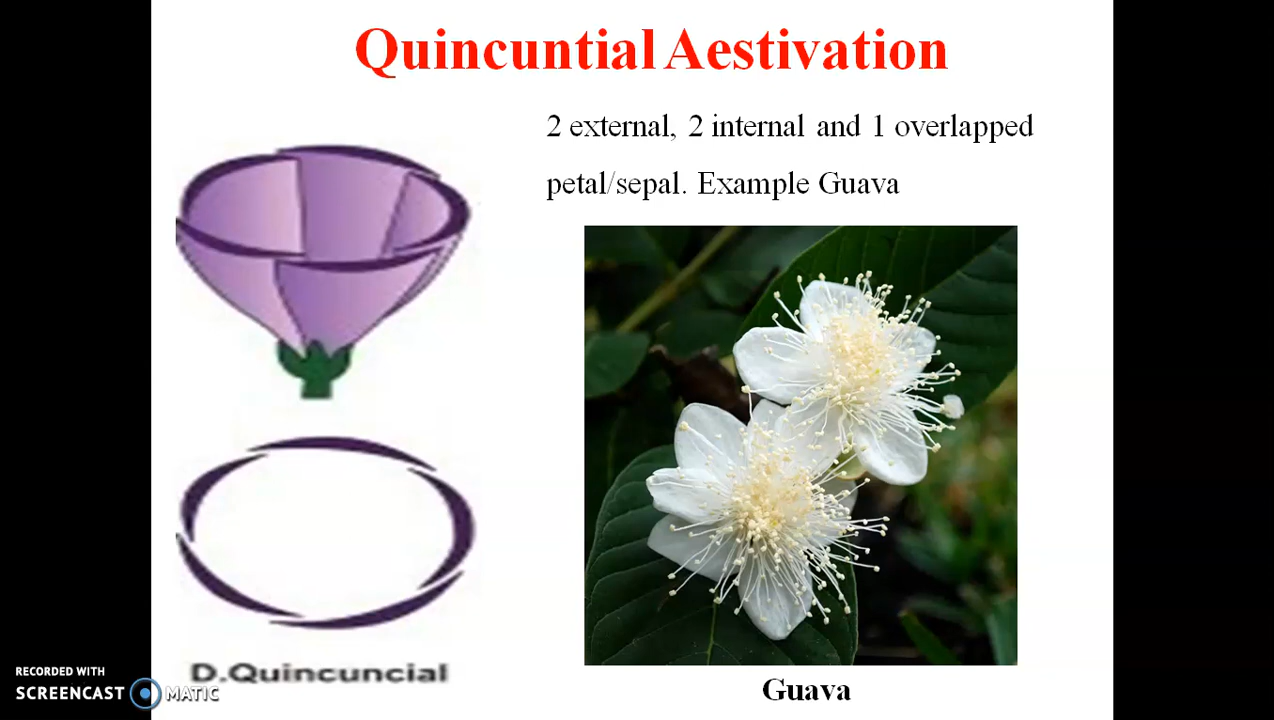 Quincuntial Aestivation
2 external, 2 internal and 1 overlapped
petal/sepal. Example Guava
D.Quincuncial
Guava
RECORDED WITH
SCREENCAST MATIC